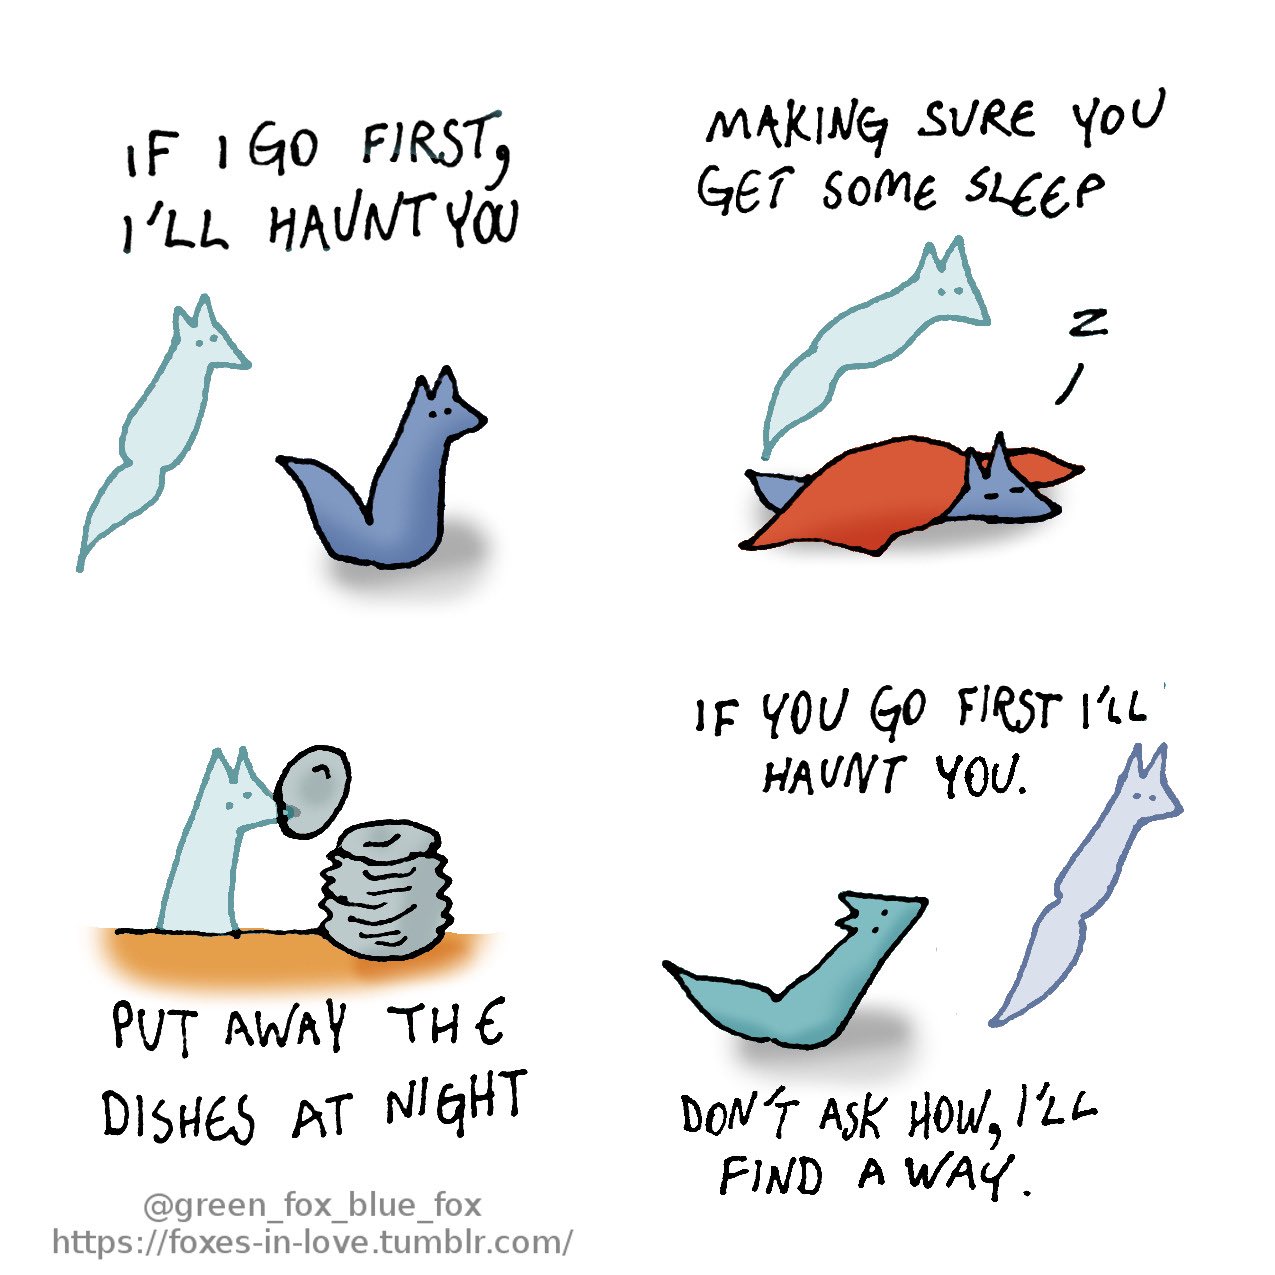 IF I GO FIRST,
I'LL HAUNT YOU
MAKING SURE YOU
GET SOME SLEEP
Z
PUT AWAY THE
DISHES AT NIGHT
IF YOU GO FIRST I'LL
HAUNT YOU.
DON'T ASK HOW, I'LL
FIND A WAY.
@green_fox_blue_fox
https://foxes-in-love.tumblr.com/